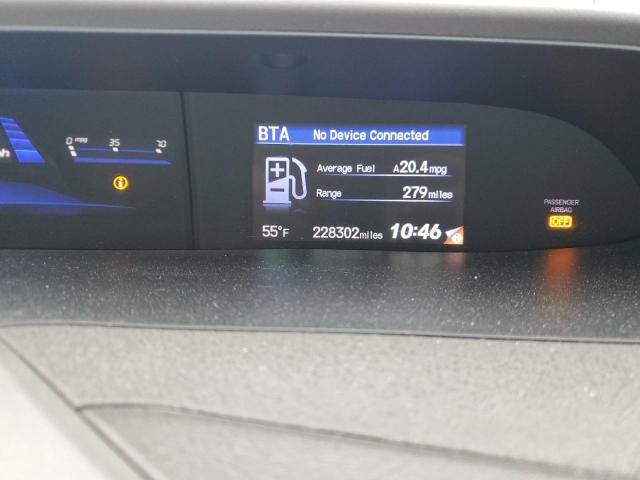 BTA No Device Connected
0 mpg 35 70
Average Fuel A20.4mpg
Range 279miles
PASSENGER
AIRBAG
OFF
55°F 228302miles 10:46